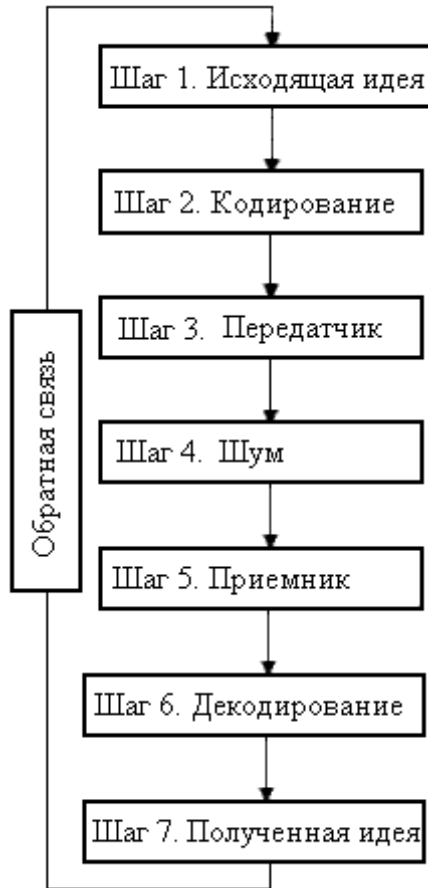 Шаг 1. Исходящая идея
Шаг 2. Кодирование
Шаг 3. Передатчик
Обратная связь
Шаг 4. Шум
Шаг 5. Приемник
Шаг 6. Декодирование
Шаг 7. Полученная идея